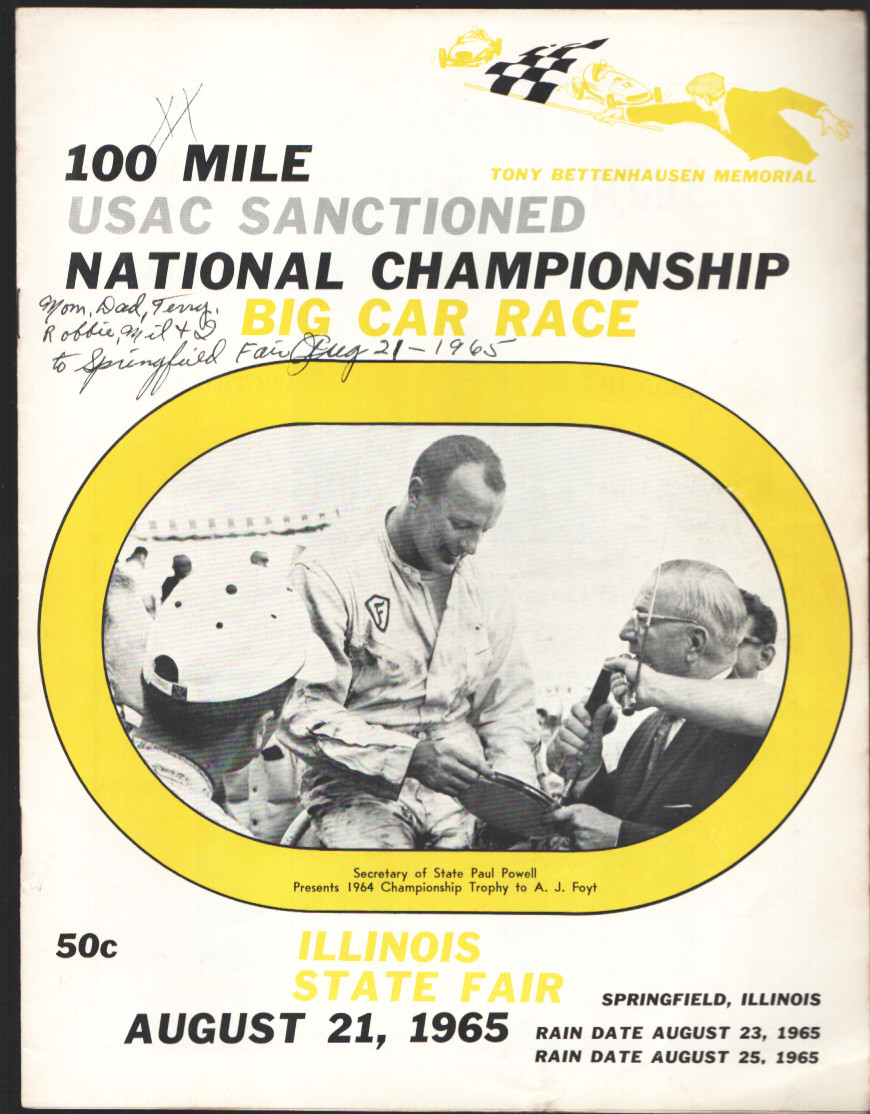 TONY BETTENHAUSEN MEMORIAL
100 MILE
USAC SANCTIONED
NATIONAL CHAMPIONSHIP
BIG CAR RACE
Mom, Dad, Terry,
Robbie, Mil + I
to Springfield Fair Aug 21 - 1965
F
Secretary of State Paul Powell
Presents 1964 Championship Trophy to A. J. Foyt
50c
ILLINOIS
STATE FAIR
AUGUST 21, 1965
SPRINGFIELD, ILLINOIS
RAIN DATE AUGUST 23, 1965
RAIN DATE AUGUST 25, 1965